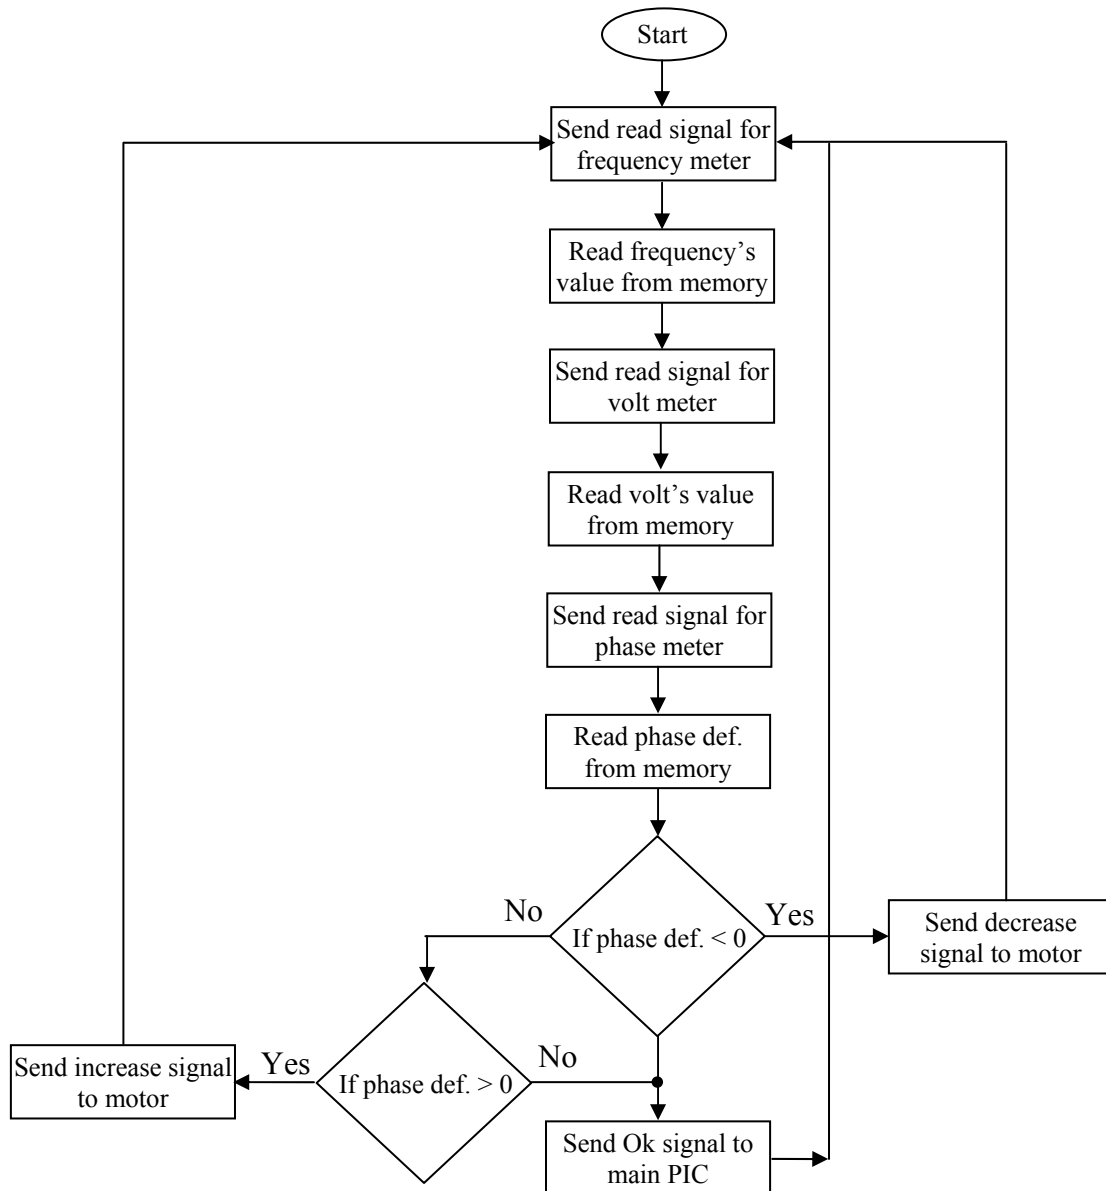 Start
Send read signal for
frequency meter
Read frequency’s
value from memory
Send read signal for
volt meter
Read volt’s value
from memory
Send read signal for
phase meter
Read phase def.
from memory
No
If phase def. < 0
Yes
Send decrease
signal to motor
Send increase signal
to motor
Yes
If phase def. > 0
No
Send Ok signal to
main PIC